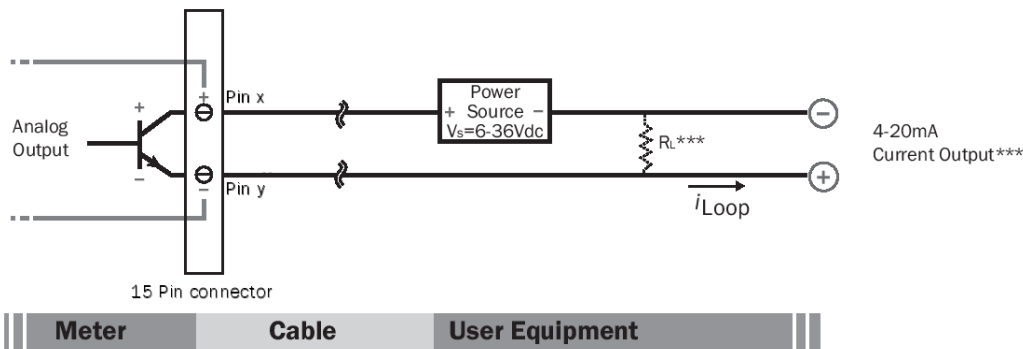 Analog
Output
+
−
+
Pin x
−
Pin y
15 Pin connector
Power
+ Source −
Vs=6-36Vdc
RL***
iLoop
−
+
4-20mA
Current Output***
Meter
Cable
User Equipment